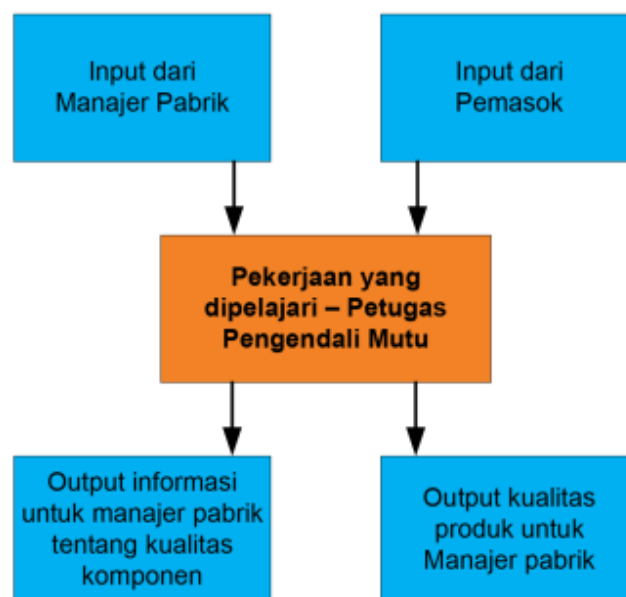 Input dari
Manajer Pabrik
Input dari
Pemasok
Pekerjaan yang
dipelajari – Petugas
Pengendali Mutu
Output informasi
untuk manajer pabrik
tentang kualitas
komponen
Output kualitas
produk untuk
Manajer pabrik